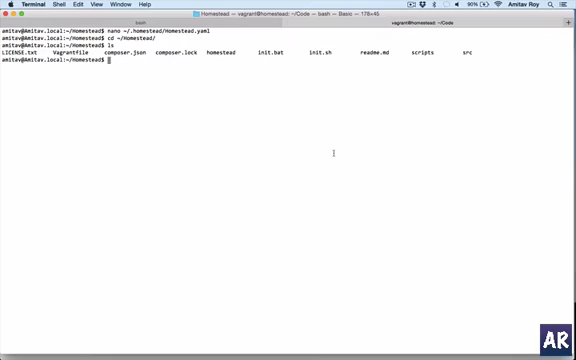 Terminal Shell Edit View Window Help 90% Amitav Roy
Homestead — vagrant@homestead: ~/Code — bash — Basic — 178×45
bash vagrant@homestead: ~/Code
amitav@Amitav.local:~/Homestead$ nano ~/.homestead/Homestead.yaml
amitav@Amitav.local:~/Homestead$ cd ~/Homestead/
amitav@Amitav.local:~/Homestead$ ls
LICENSE.txt Vagrantfile composer.json composer.lock homestead init.bat init.sh readme.md scripts src
amitav@Amitav.local:~/Homestead$
AR